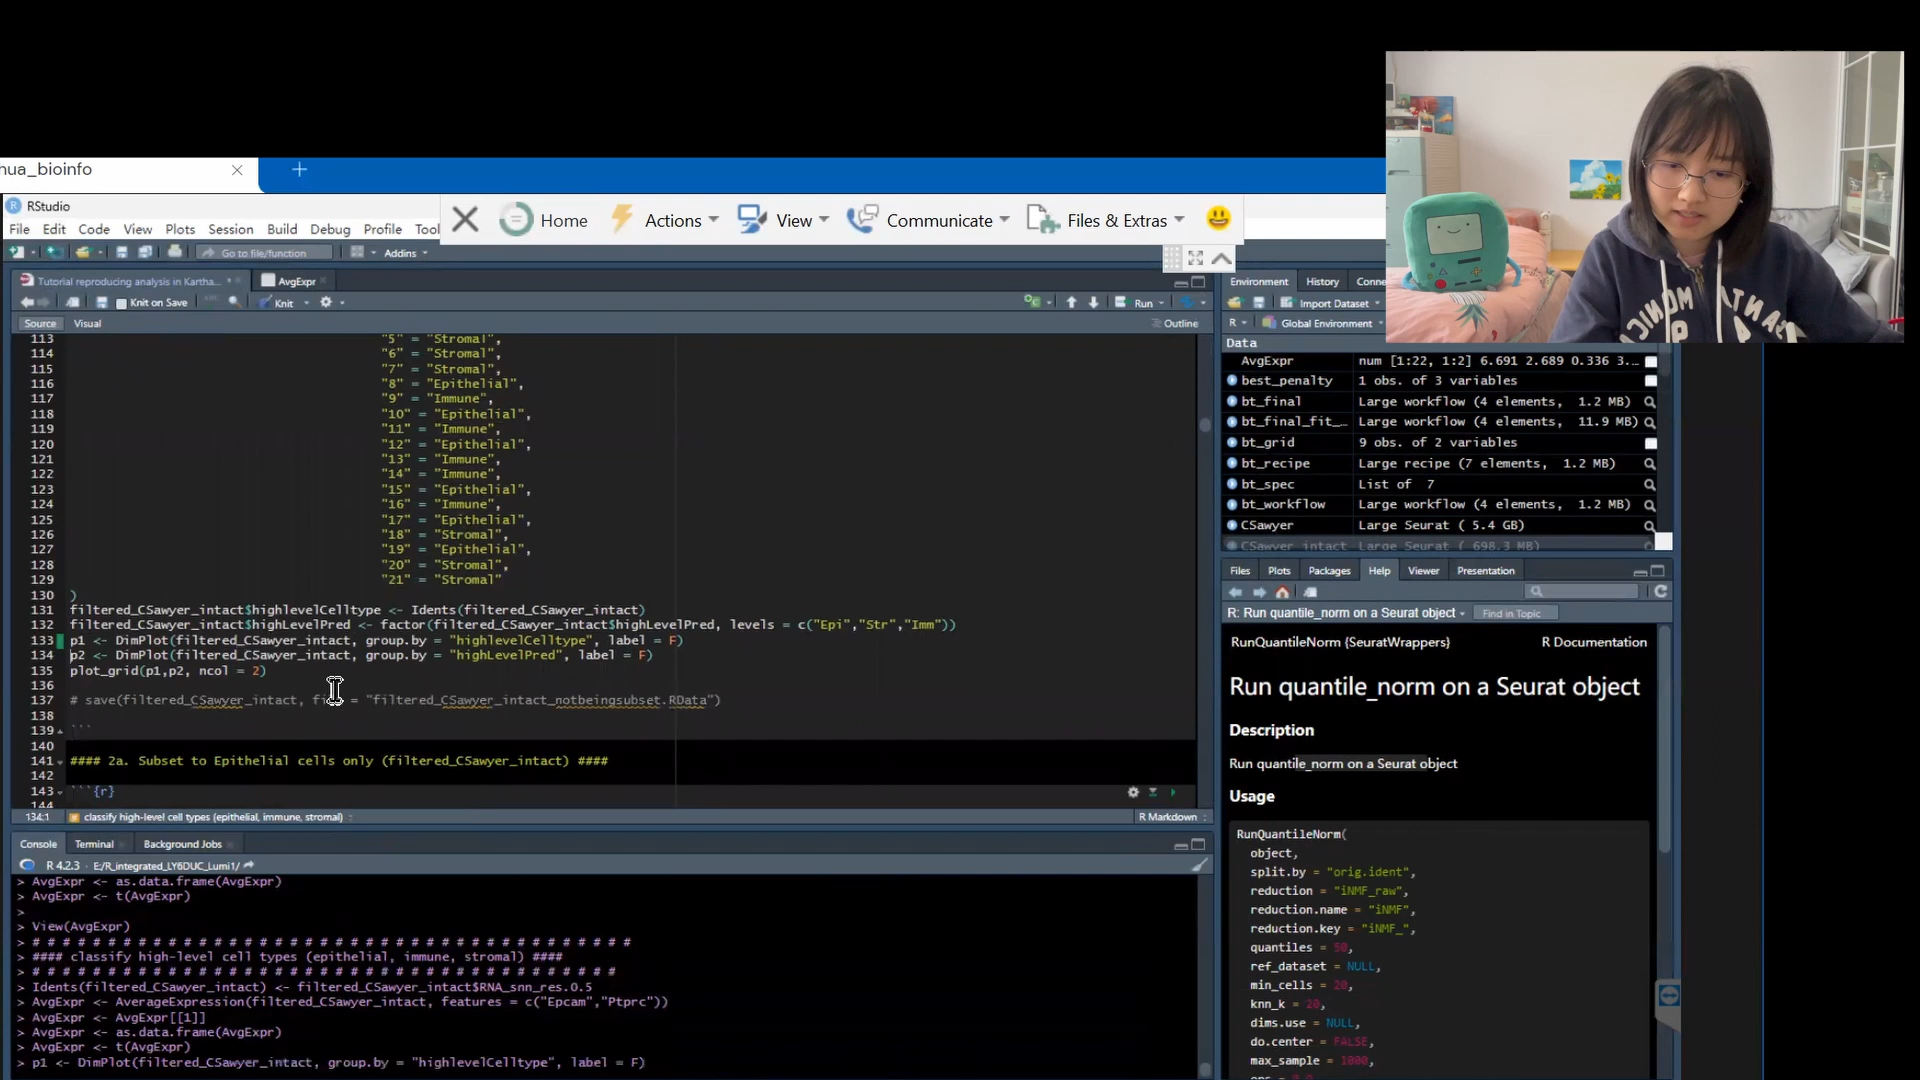 hua_bioinfo
RStudio
File Edit Code View Plots Session Build Debug Profile Tool
Home Actions View Communicate Files & Extras
Go to file/function Addins
Tutorial reproducing analysis in Kartha... AvgExpr
Knit on Save Knit Run
Source Visual Outline
113 "5" = "Stromal",
114 "6" = "Stromal",
115 "7" = "Stromal",
116 "8" = "Epithelial",
117 "9" = "Immune",
118 "10" = "Epithelial",
119 "11" = "Immune",
120 "12" = "Epithelial",
121 "13" = "Immune",
122 "14" = "Immune",
123 "15" = "Epithelial",
124 "16" = "Immune",
125 "17" = "Epithelial",
126 "18" = "Stromal",
127 "19" = "Epithelial",
128 "20" = "Stromal",
129 "21" = "Stromal"
130 )
131 filtered_CSawyer_intact$highlevelCelltype <- Idents(filtered_CSawyer_intact)
132 filtered_CSawyer_intact$highLevelPred <- factor(filtered_CSawyer_intact$highLevelPred, levels = c("Epi","Str","Imm"))
133 p1 <- DimPlot(filtered_CSawyer_intact, group.by = "highlevelCelltype", label = F)
134 p2 <- DimPlot(filtered_CSawyer_intact, group.by = "highLevelPred", label = F)
135 plot_grid(p1,p2, ncol = 2)
136
137 # save(filtered_CSawyer_intact, = "filtered_CSawyer_intact_notbeingsubset.RData")
138
139 ```
140
141 #### 2a. Subset to Epithelial cells only (filtered_CSawyer_intact) ####
142
143 ```{r}
144
134:1 classify high-level cell types (epithelial, immune, stromal) R Markdown
Console Terminal Background Jobs
R 4.2.3 · E:/R_integrated_LY6DUC_Lumi1/
> AvgExpr <- as.data.frame(AvgExpr)
> AvgExpr <- t(AvgExpr)
>
> View(AvgExpr)
> # # # # # # # # # # # # # # # # # # # # # # # # # # # # # # # # # # # # # # # #
> #### classify high-level cell types (epithelial, immune, stromal) ####
> # # # # # # # # # # # # # # # # # # # # # # # # # # # # # # # # # # # # # #
> Idents(filtered_CSawyer_intact) <- filtered_CSawyer_intact$RNA_snn_res.0.5
> AvgExpr <- AverageExpression(filtered_CSawyer_intact, features = c("Epcam","Ptprc"))
> AvgExpr <- AvgExpr[[1]]
> AvgExpr <- as.data.frame(AvgExpr)
> AvgExpr <- t(AvgExpr)
> p1 <- DimPlot(filtered_CSawyer_intact, group.by = "highlevelCelltype", label = F)
Environment History Conne
Import Dataset
R Global Environment
Data
AvgExpr num [1:22, 1:2] 6.691 2.689 0.336 3....
best_penalty 1 obs. of 3 variables
bt_final Large workflow (4 elements, 1.2 MB)
bt_final_fit_... Large workflow (4 elements, 11.9 MB)
bt_grid 9 obs. of 2 variables
bt_recipe Large recipe (7 elements, 1.2 MB)
bt_spec List of 7
bt_workflow Large workflow (4 elements, 1.2 MB)
CSawyer Large Seurat ( 5.4 GB)
CSawyer_intact Large Seurat ( 698.3 MB)
Files Plots Packages Help Viewer Presentation
R: Run quantile_norm on a Seurat object Find in Topic
RunQuantileNorm {SeuratWrappers} R Documentation
Run quantile_norm on a Seurat object
Description
Run quantile_norm on a Seurat object
Usage
RunQuantileNorm(
object,
split.by = "orig.ident",
reduction = "iNMF_raw",
reduction.name = "iNMF",
reduction.key = "iNMF_",
quantiles = 50,
ref_dataset = NULL,
min_cells = 20,
knn_k = 20,
dims.use = NULL,
do.center = FALSE,
max_sample = 1000,